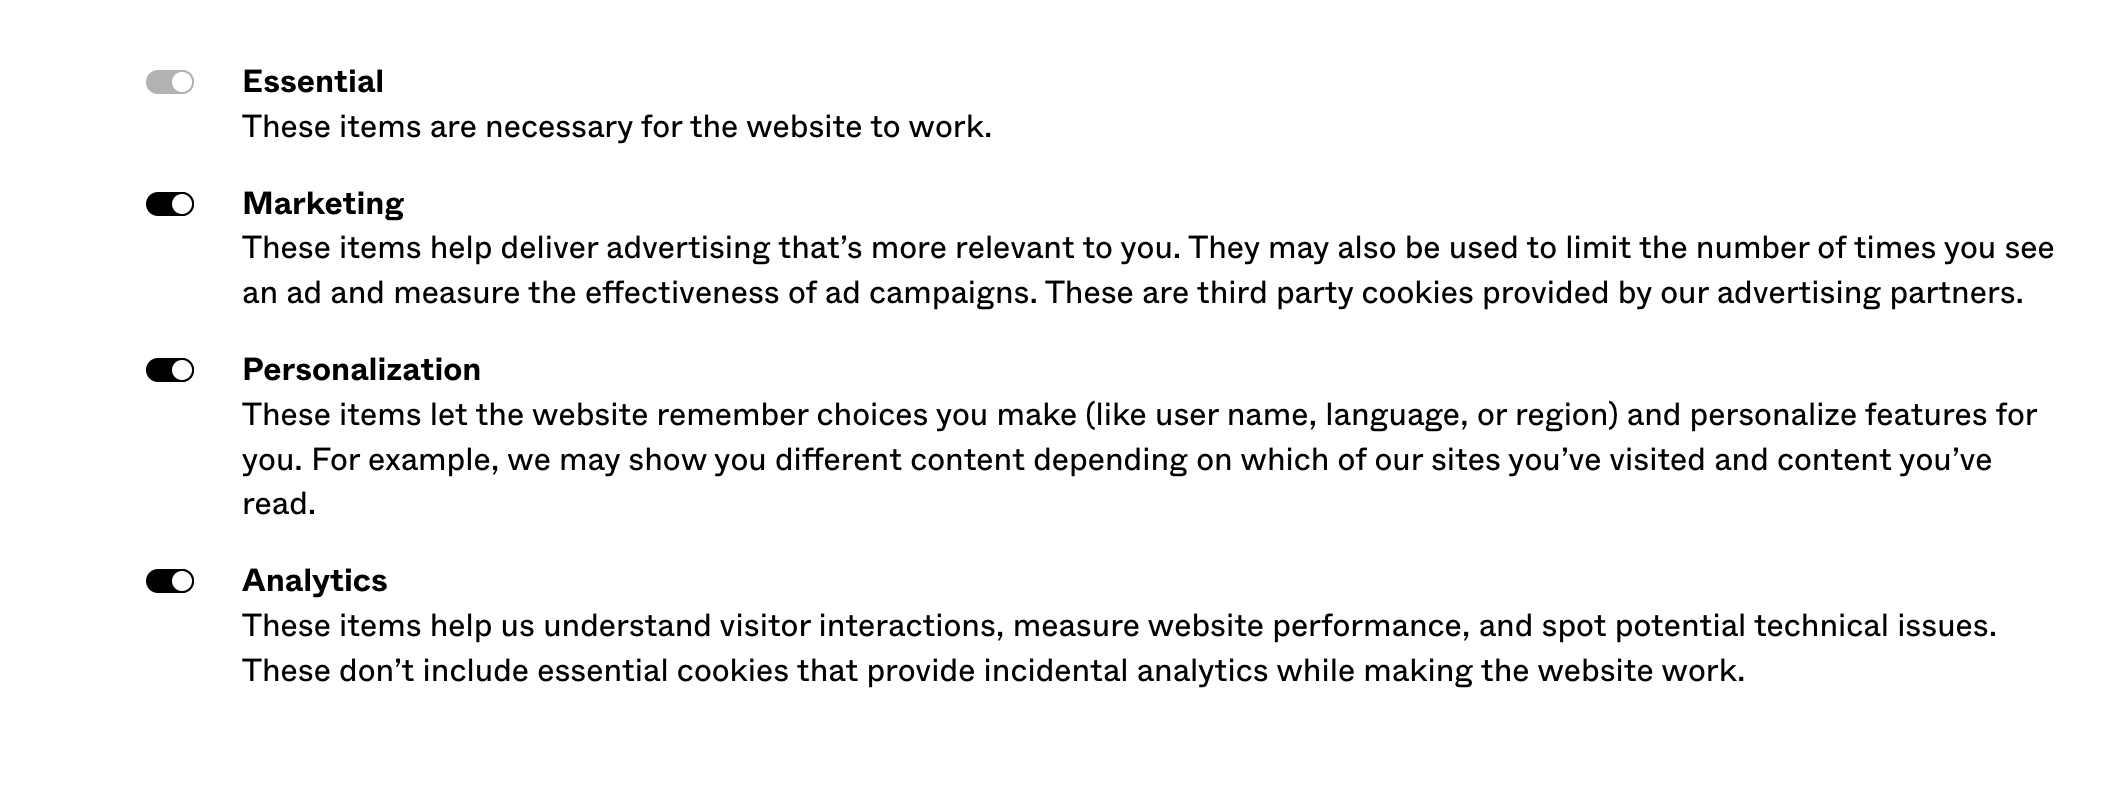 Essential
These items are necessary for the website to work.
Marketing
These items help deliver advertising that’s more relevant to you. They may also be used to limit the number of times you see
an ad and measure the effectiveness of ad campaigns. These are third party cookies provided by our advertising partners.
Personalization
These items let the website remember choices you make (like user name, language, or region) and personalize features for
you. For example, we may show you different content depending on which of our sites you’ve visited and content you’ve
read.
Analytics
These items help us understand visitor interactions, measure website performance, and spot potential technical issues.
These don’t include essential cookies that provide incidental analytics while making the website work.